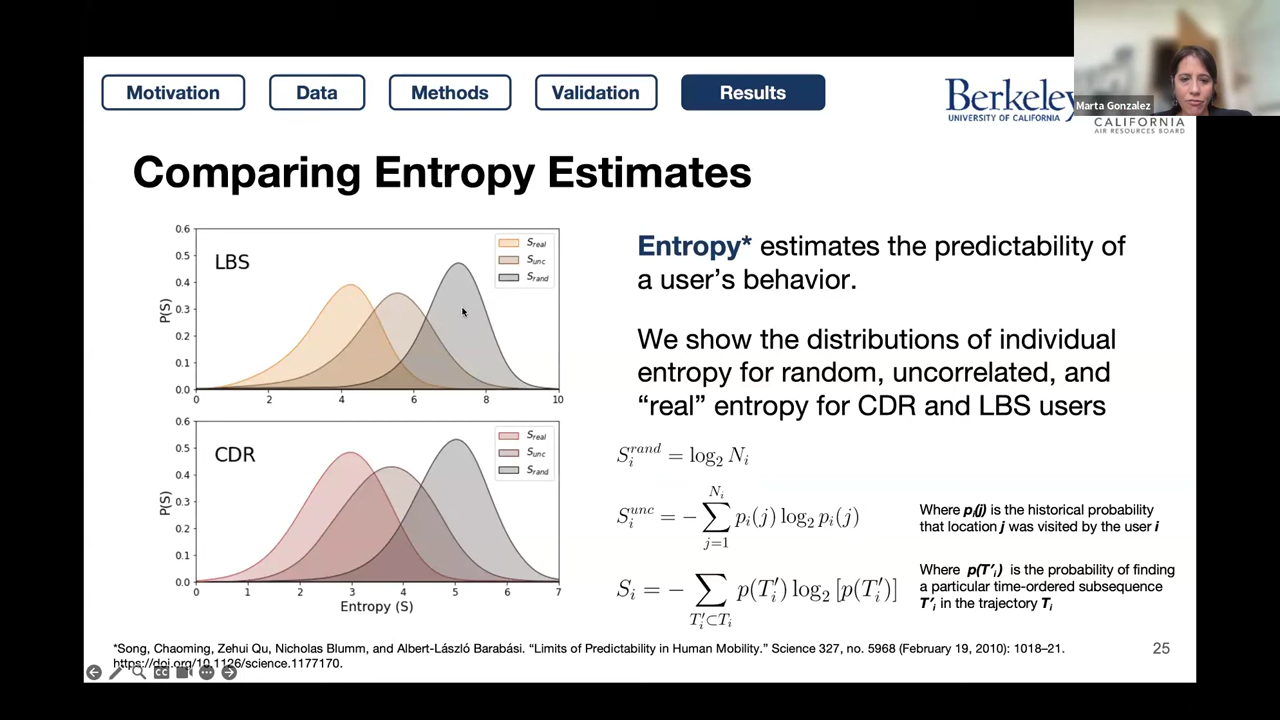 Motivation
Data
Methods
Validation
Results
Berkeley
UNIVERSITY OF CALIFORNIA
CALIFORNIA
AIR RESOURCES BOARD
Marta Gonzalez
Comparing Entropy Estimates
LBS
S_real
S_unc
S_rand
P(S)
0.6
0.5
0.4
0.3
0.2
0.1
0.0
0 2 4 6 8 10
CDR
S_real
S_unc
S_rand
P(S)
0.6
0.5
0.4
0.3
0.2
0.1
0.0
0 1 2 3 4 5 6 7
Entropy (S)
Entropy* estimates the predictability of
a user’s behavior.
We show the distributions of individual
entropy for random, uncorrelated, and
“real” entropy for CDR and LBS users
S_i^{rand} = log_2 N_i
S_i^{unc} = −∑_{j=1}^{N_i} p_i(j) log_2 p_i(j)
Where p_i(j) is the historical probability
that location j was visited by the user i
S_i = −∑_{T'_i⊂T_i} p(T'_i) log_2 [p(T'_i)]
Where p(T'_i) is the probability of finding
a particular time-ordered subsequence
T'_i in the trajectory T_i
*Song, Chaoming, Zehui Qu, Nicholas Blumm, and Albert-László Barabási. “Limits of Predictability in Human Mobility.” Science 327, no. 5968 (February 19, 2010): 1018–21.
https://doi.org/10.1126/science.1177170.
25